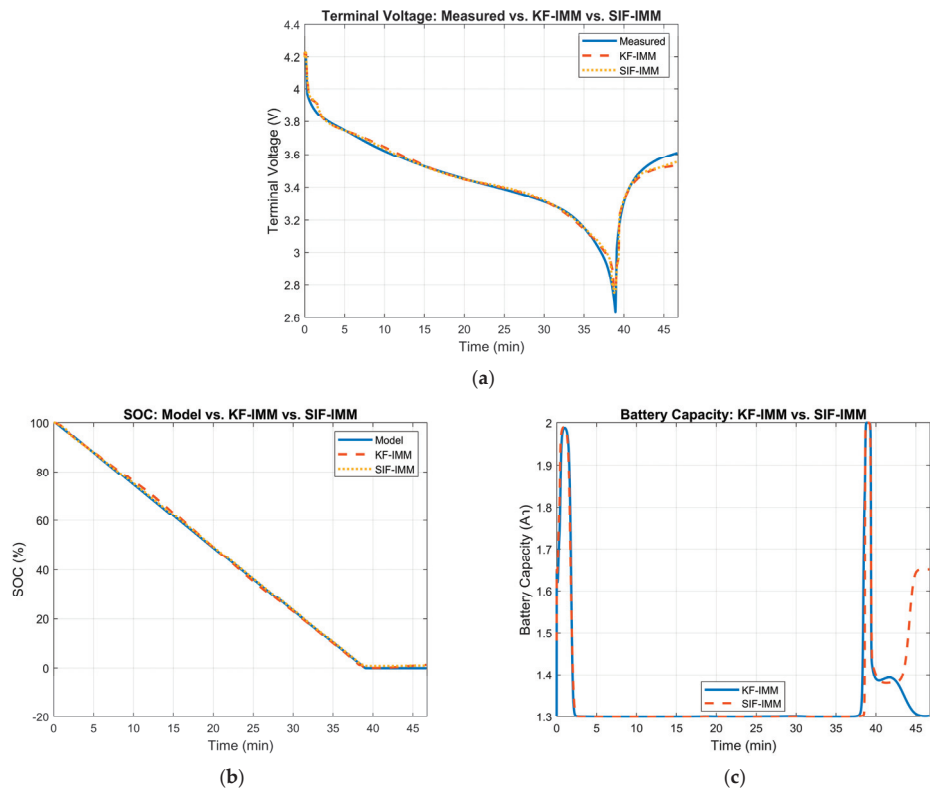 Terminal Voltage: Measured vs. KF-IMM vs. SIF-IMM
4.4
4.2
4
3.8
3.6
3.4
3.2
3
2.8
2.6
Terminal Voltage (V)
Measured
KF-IMM
SIF-IMM
0 5 10 15 20 25 30 35 40 45
Time (min)
(a)
SOC: Model vs. KF-IMM vs. SIF-IMM
100
80
60
40
20
0
-20
SOC (%)
Model
KF-IMM
SIF-IMM
0 5 10 15 20 25 30 35 40 45
Time (min)
(b)
Battery Capacity: KF-IMM vs. SIF-IMM
2
1.9
1.8
1.7
1.6
1.5
1.4
1.3
Battery Capacity (Aו)
KF-IMM
SIF-IMM
0 5 10 15 20 25 30 35 40 45
Time (min)
(c)